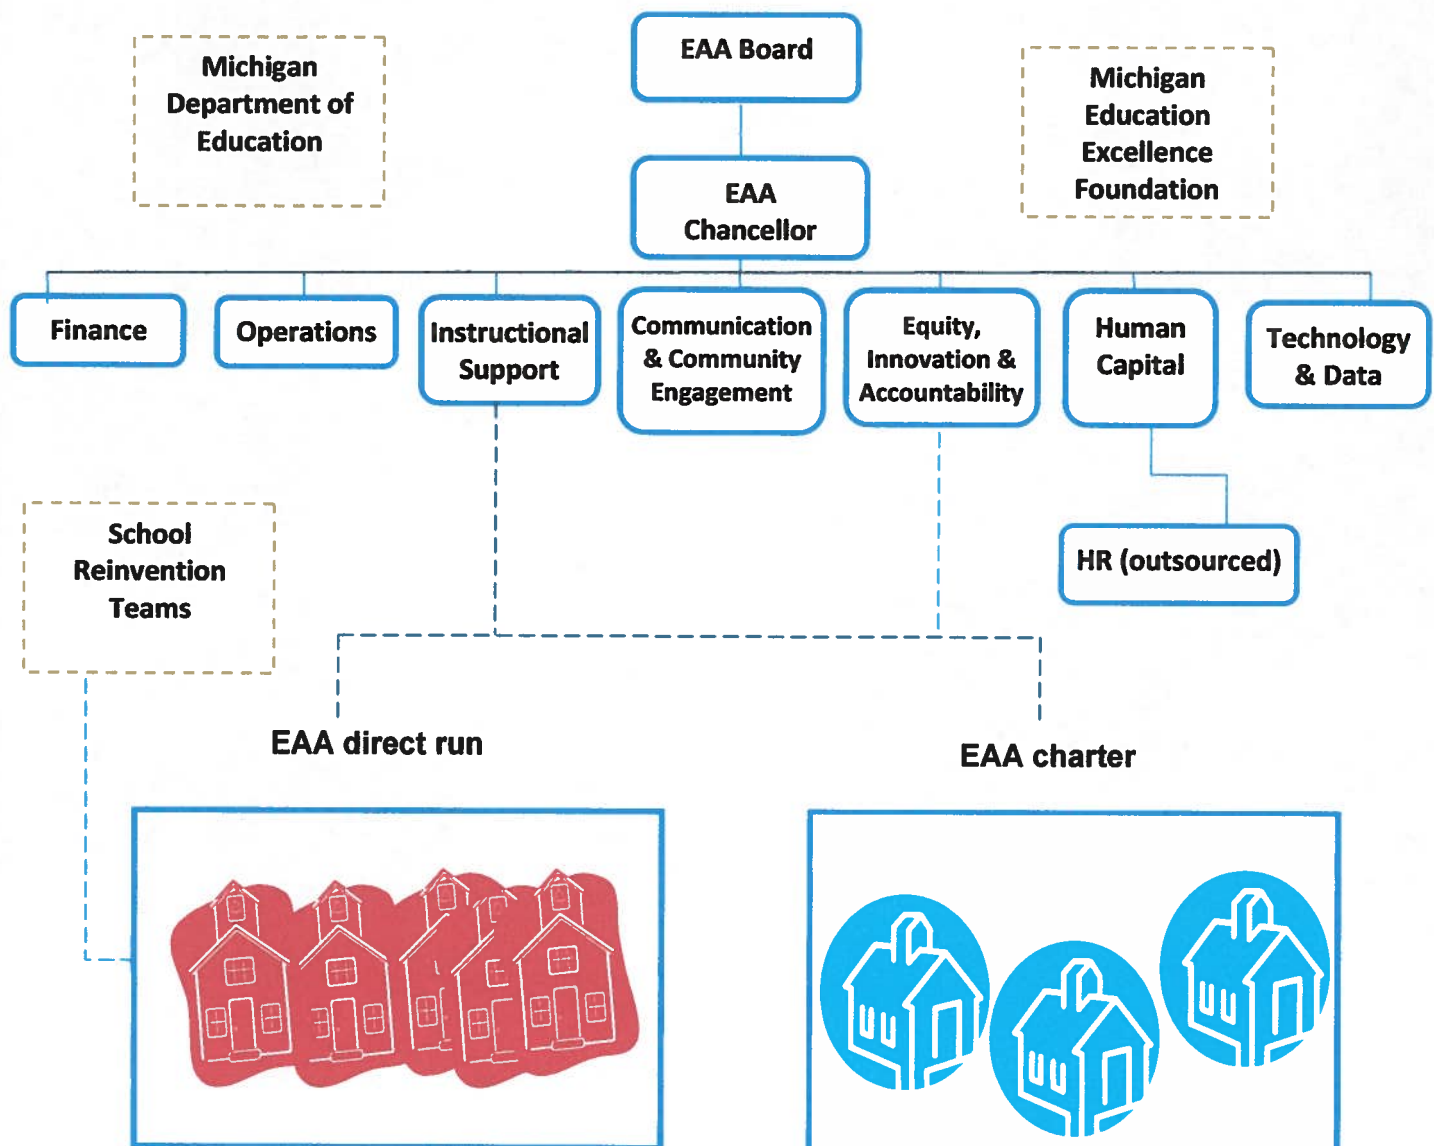 EAA Board
Michigan
Department of
Education
Michigan
Education
Excellence
Foundation
EAA
Chancellor
Finance
Operations
Instructional
Support
Communication
& Community
Engagement
Equity,
Innovation &
Accountability
Human
Capital
Technology
& Data
HR (outsourced)
School
Reinvention
Teams
EAA direct run
EAA charter